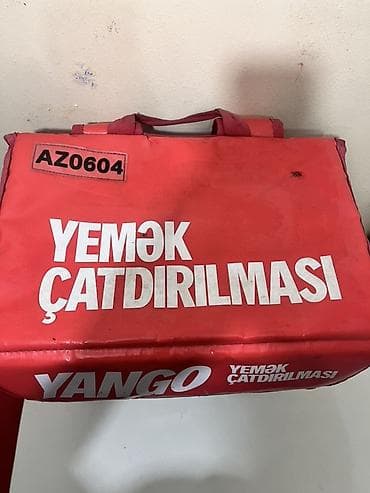 AZ0604
YEMƏK
ÇATDIRILMASI
YANGO
YEMƏK
ÇATDIRILMASI